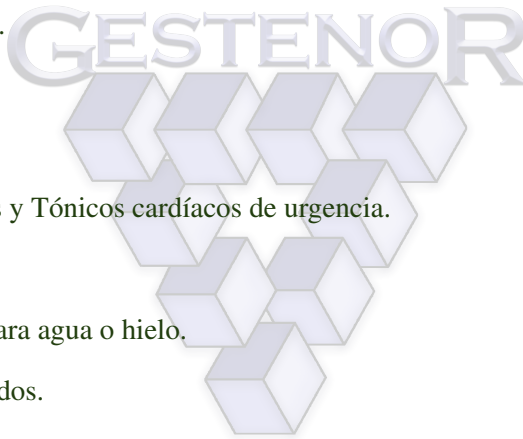 .
GESTENOR
s y Tónicos cardíacos de urgencia.
ara agua o hielo.
dos.